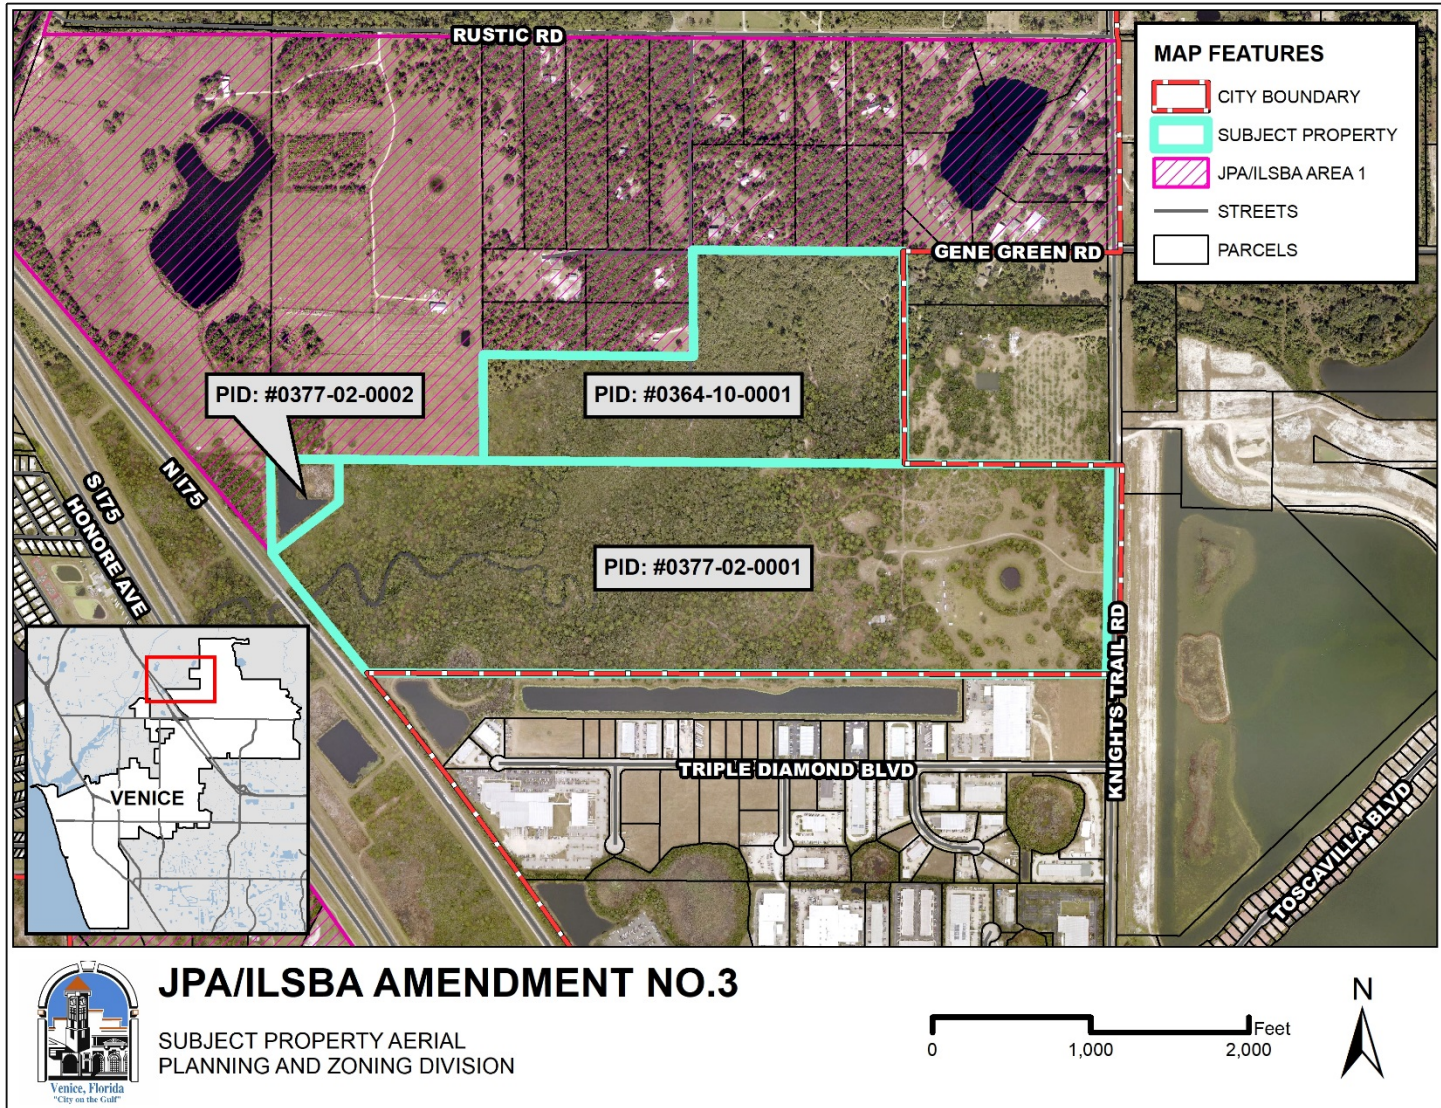 RUSTIC RD
MAP FEATURES
CITY BOUNDARY
SUBJECT PROPERTY
JPA/ILSBA AREA 1
STREETS
PARCELS
GENE GREEN RD
PID: #0377-02-0002
PID: #0364-10-0001
N I75
S I75
HONORE AVE
PID: #0377-02-0001
KNIGHTS TRAIL RD
TRIPLE DIAMOND BLVD
TOSCAVILLA BLVD
VENICE
JPA/ILSBA AMENDMENT NO.3
SUBJECT PROPERTY AERIAL
PLANNING AND ZONING DIVISION
Venice, Florida
"City on the Gulf"
Feet
0 1,000 2,000
N